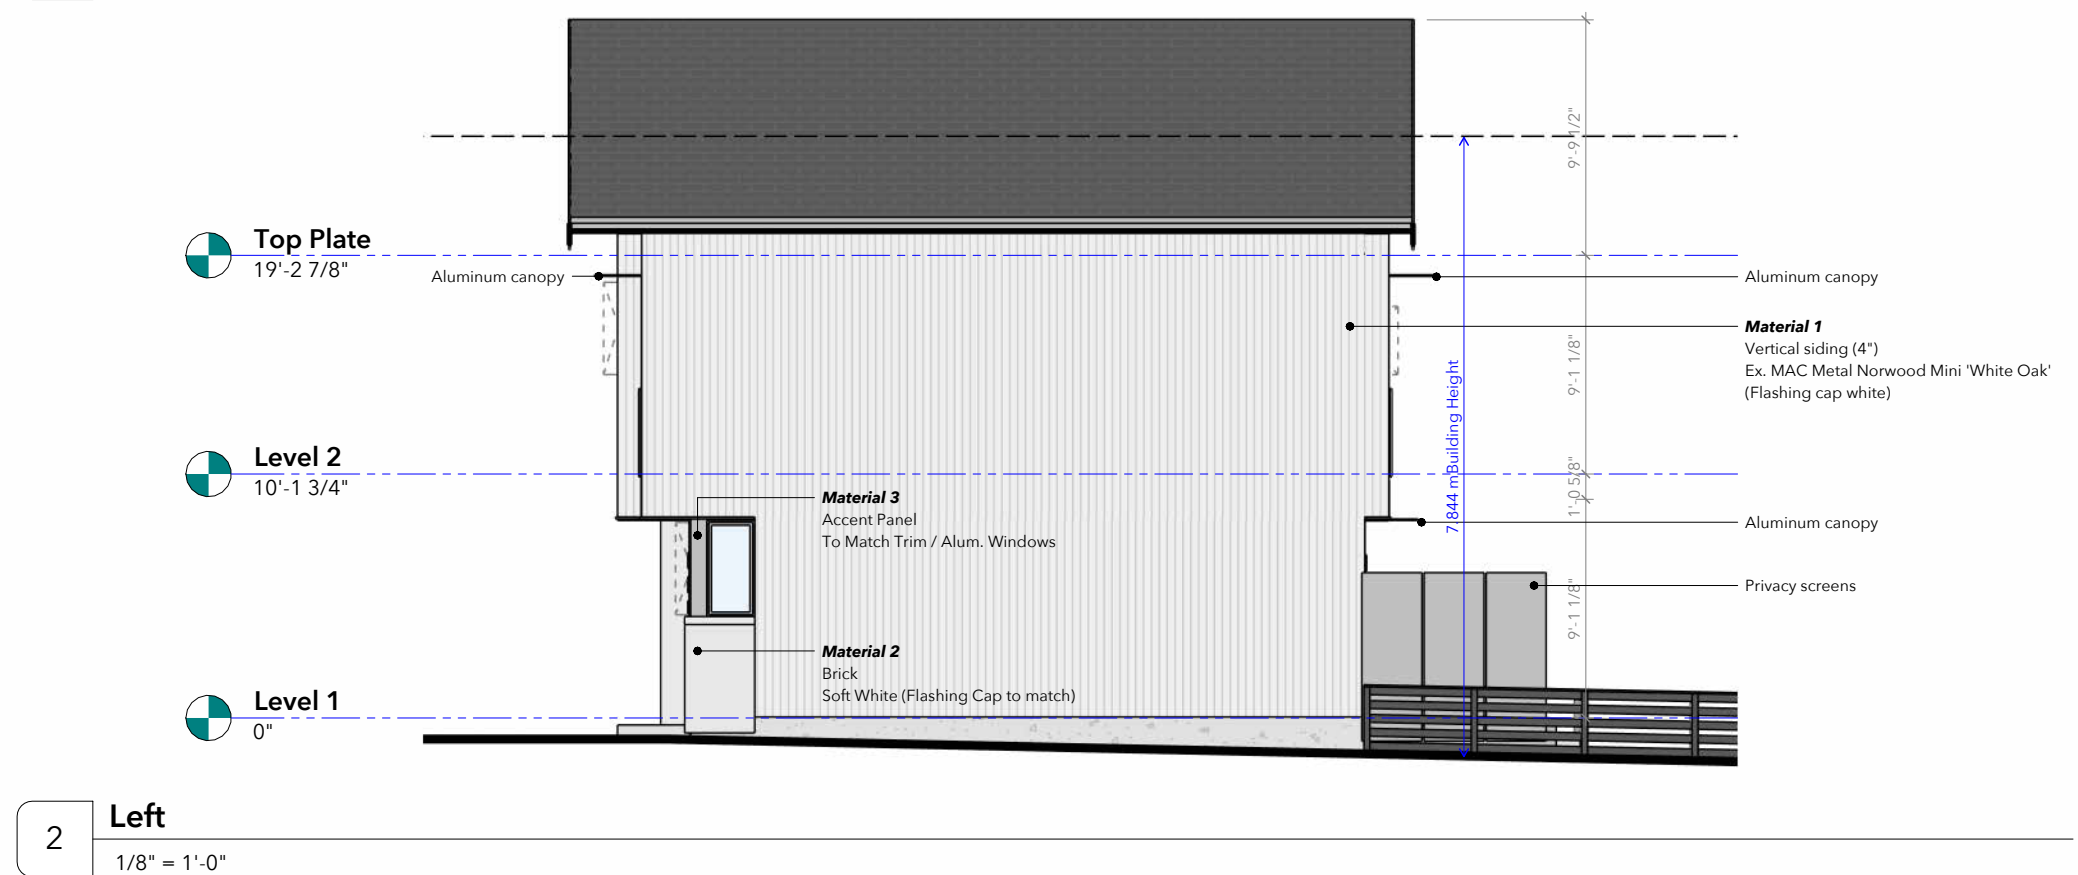 9'-9 1/2"
Top Plate
19'-2 7/8"
Aluminum canopy
Aluminum canopy
Material 1
Vertical siding (4")
Ex. MAC Metal Norwood Mini 'White Oak'
(Flashing cap white)
9'-1 1/8"
7.844 m Building Height
Level 2
10'-1 3/4"
1'-0 5/8"
Material 3
Accent Panel
To Match Trim / Alum. Windows
Aluminum canopy
Privacy screens
9'-1 1/8"
Material 2
Brick
Soft White (Flashing Cap to match)
Level 1
0"
2
Left
1/8" = 1'-0"